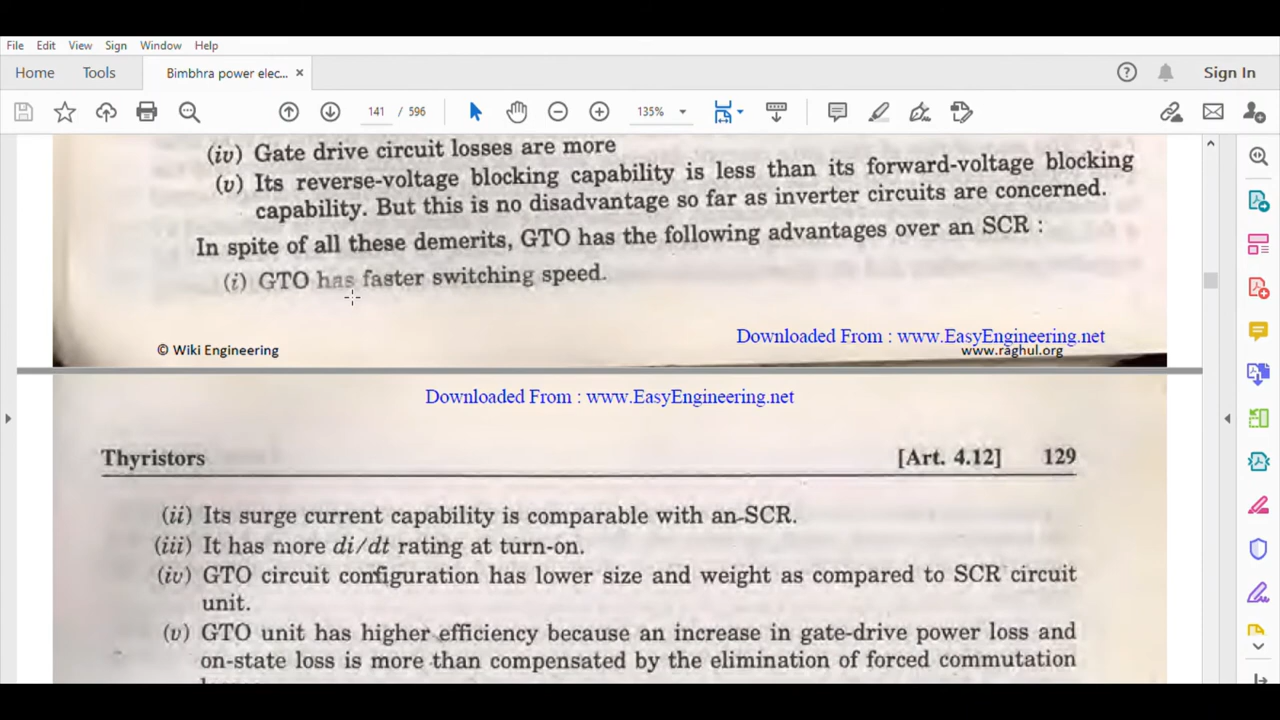 File Edit View Sign Window Help
Home Tools Bimbhra power elec... × Sign In
141 / 596 135%
(iv) Gate drive circuit losses are more
(v) Its reverse-voltage blocking capability is less than its forward-voltage blocking
capability. But this is no disadvantage so far as inverter circuits are concerned.
In spite of all these demerits, GTO has the following advantages over an SCR :
(i) GTO has faster switching speed.
Downloaded From : www.EasyEngineering.net
© Wiki Engineering www.raghul.org
Downloaded From : www.EasyEngineering.net
Thyristors [Art. 4.12] 129
(ii) Its surge current capability is comparable with an SCR.
(iii) It has more di/dt rating at turn-on.
(iv) GTO circuit configuration has lower size and weight as compared to SCR circuit
unit.
(v) GTO unit has higher efficiency because an increase in gate-drive power loss and
on-state loss is more than compensated by the elimination of forced commutation